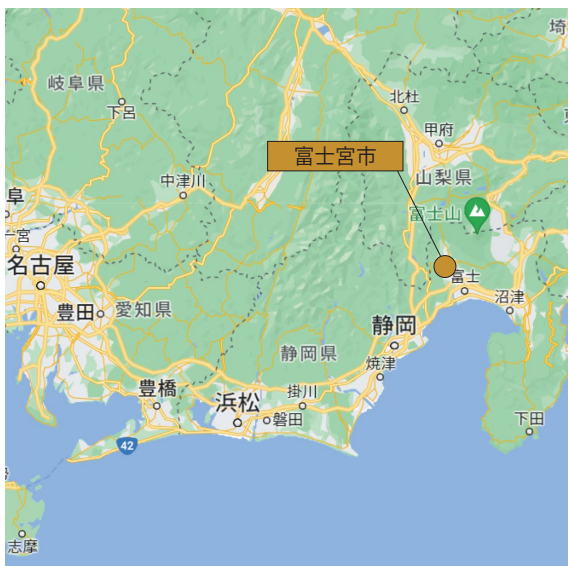 埼
岐阜県
北杜
下呂
甲府
富士宮市
中津川
山梨県
阜
富士山
一宮
名古屋
富士
沼津
豊田
愛知県
静岡
静岡県
焼津
豊橋
掛川
浜松
磐田
下田
42
志摩